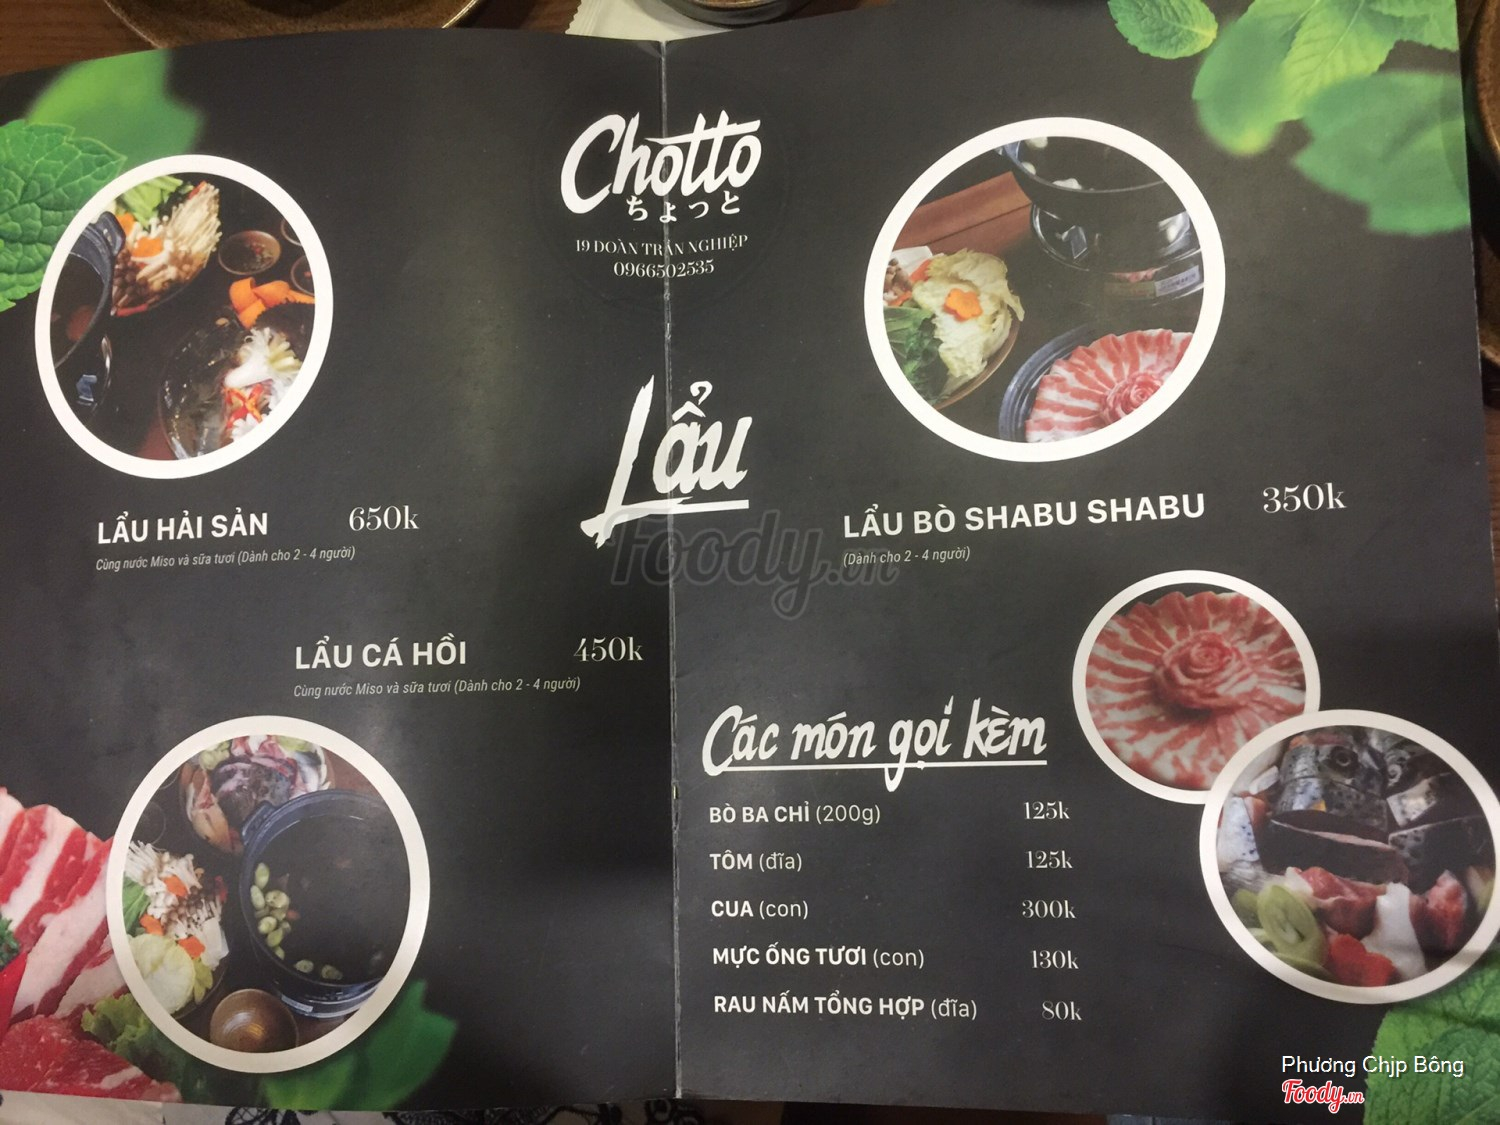 Chotto
ちょっと
19 ĐOÀN TRẦN NGHIỆP
0966502535
Lẩu
LẨU HẢI SẢN 650k
Cùng nước Miso và sữa tươi (Dành cho 2 - 4 người)
LẨU CÁ HỒI 450k
Cùng nước Miso và sữa tươi (Dành cho 2 - 4 người)
LẨU BÒ SHABU SHABU 350k
(Dành cho 2 - 4 người)
Foody.vn
Các món gọi kèm
BÒ BA CHỈ (200g) 125k
TÔM (đĩa) 125k
CUA (con) 300k
MỰC ỐNG TƯƠI (con) 130k
RAU NẤM TỔNG HỢP (đĩa) 80k
Phương Chjp Bông
Foody.vn